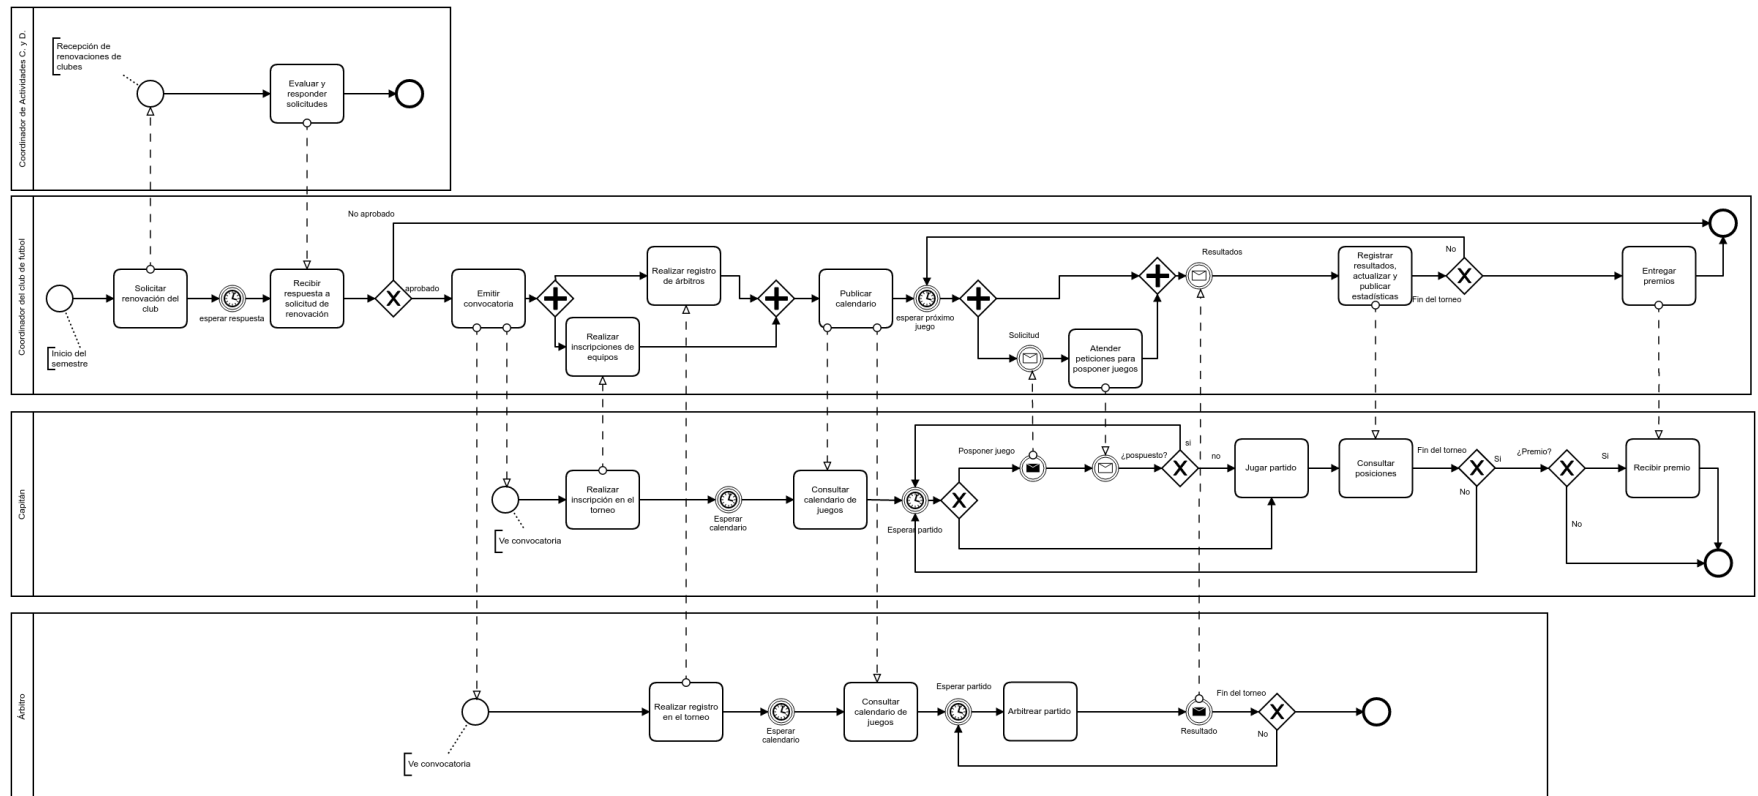 Coordinador de Actividades C. y D.
Recepción de
renovaciones de
clubes
Evaluar y
responder
solicitudes
Coordinador del club de futbol
Inicio del
semestre
Solicitar
renovación del
club
esperar respuesta
Recibir
respuesta a
solicitud de
renovación
No aprobado
aprobado
Emitir
convocatoria
Realizar registro
de árbitros
Realizar
inscripciones de
equipos
Publicar
calendario
esperar próximo
juego
Solicitud
Atender
peticiones para
posponer juegos
Resultados
Registrar
resultados,
actualizar y
publicar
estadísticas
No
Fin del torneo
Entregar
premios
Capitán
Ve convocatoria
Realizar
inscripción en el
torneo
Esperar
calendario
Consultar
calendario de
juegos
Esperar partido
Posponer juego
¿pospuesto?
si
no
Jugar partido
Consultar
posiciones
Fin del torneo
Si
No
¿Premio?
Si
No
Recibir premio
Árbitro
Ve convocatoria
Realizar registro
en el torneo
Esperar
calendario
Consultar
calendario de
juegos
Esperar partido
Arbitrear partido
Resultado
Fin del torneo
No